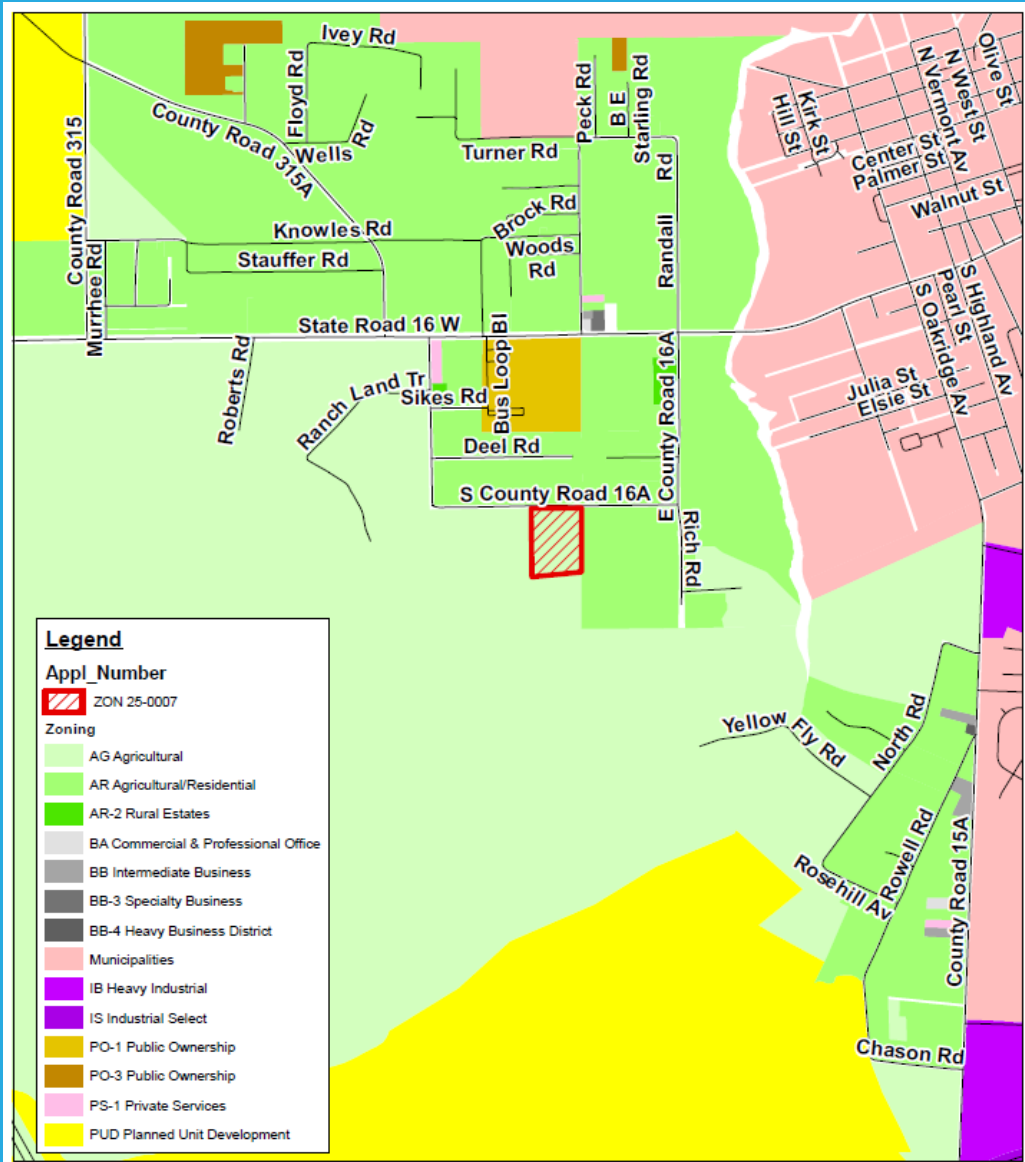 Ivey Rd
Olive St
N West St
N Vermont Av
Floyd Rd
Peck Rd
B E
Starling Rd
Kirk St
Hill St
County Road 315
County Road 315A
Wells
Rd
Turner Rd
Center St
Palmer St
Walnut St
Rd
Randall
Brock Rd
Knowles Rd
Woods
Rd
Stauffer Rd
Murrhee Rd
State Road 16 W
S Highland Av
Pearl St
S Oakridge Av
Bus Loop Bl
Roberts Rd
Ranch Land Tr
Sikes Rd
E County Road 16A
Julia St
Elsie St
Deel Rd
S County Road 16A
Rich Rd
Yellow
Fly Rd
North Rd
Rowell Rd
Rosehill Av
County Road 15A
Chason Rd
Legend
Appl_Number
ZON 25-0007
Zoning
AG Agricultural
AR Agricultural/Residential
AR-2 Rural Estates
BA Commercial & Professional Office
BB Intermediate Business
BB-3 Specialty Business
BB-4 Heavy Business District
Municipalities
IB Heavy Industrial
IS Industrial Select
PO-1 Public Ownership
PO-3 Public Ownership
PS-1 Private Services
PUD Planned Unit Development